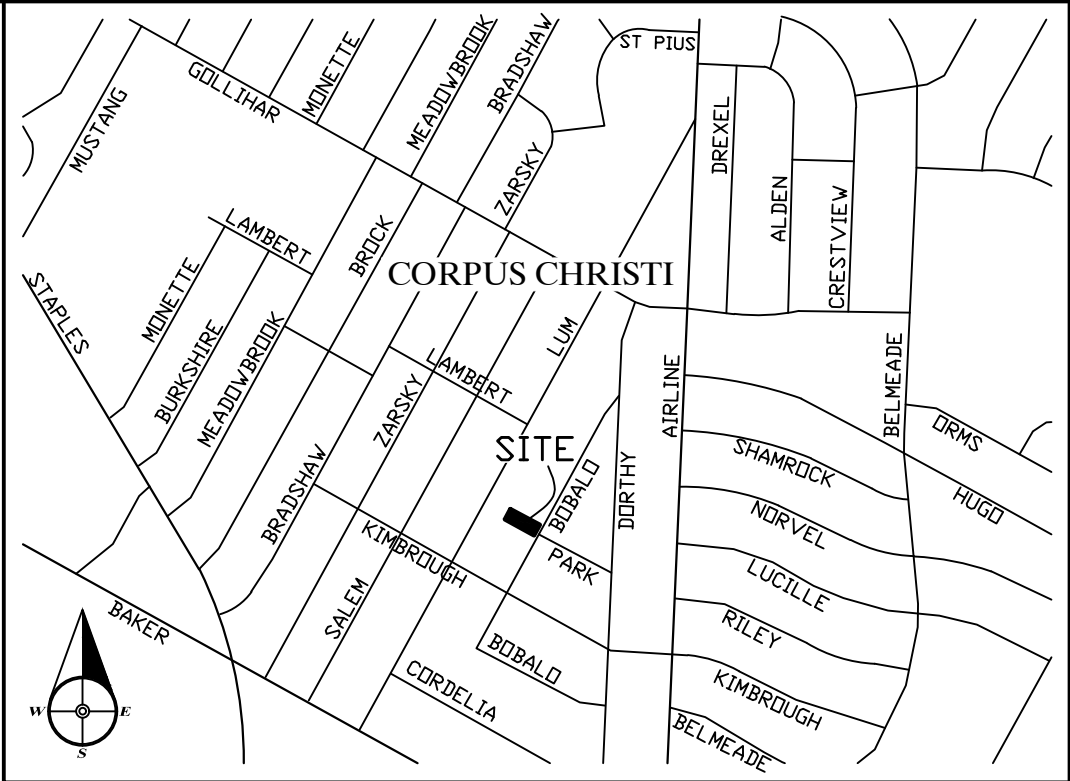 ST PIUS
GOLLIHAR
MONETTE
MEADOWBROOK
BRADSHAW
MUSTANG
ZARSKY
DREXEL
ALDEN
CRESTVIEW
LAMBERT
BROCK
CORPUS CHRISTI
STAPLES
MONETTE
BURKSHIRE
MEADOWBROOK
LUM
LAMBERT
ZARSKY
AIRLINE
BELMEADE
ORMS
SITE
SHAMROCK
HUGO
BRADSHAW
BOBALO
DORTHY
NORVEL
KIMBROUGH
PARK
LUCILLE
BAKER
SALEM
RILEY
BOBALO
CORDELIA
KIMBROUGH
BELMEADE
W E
S